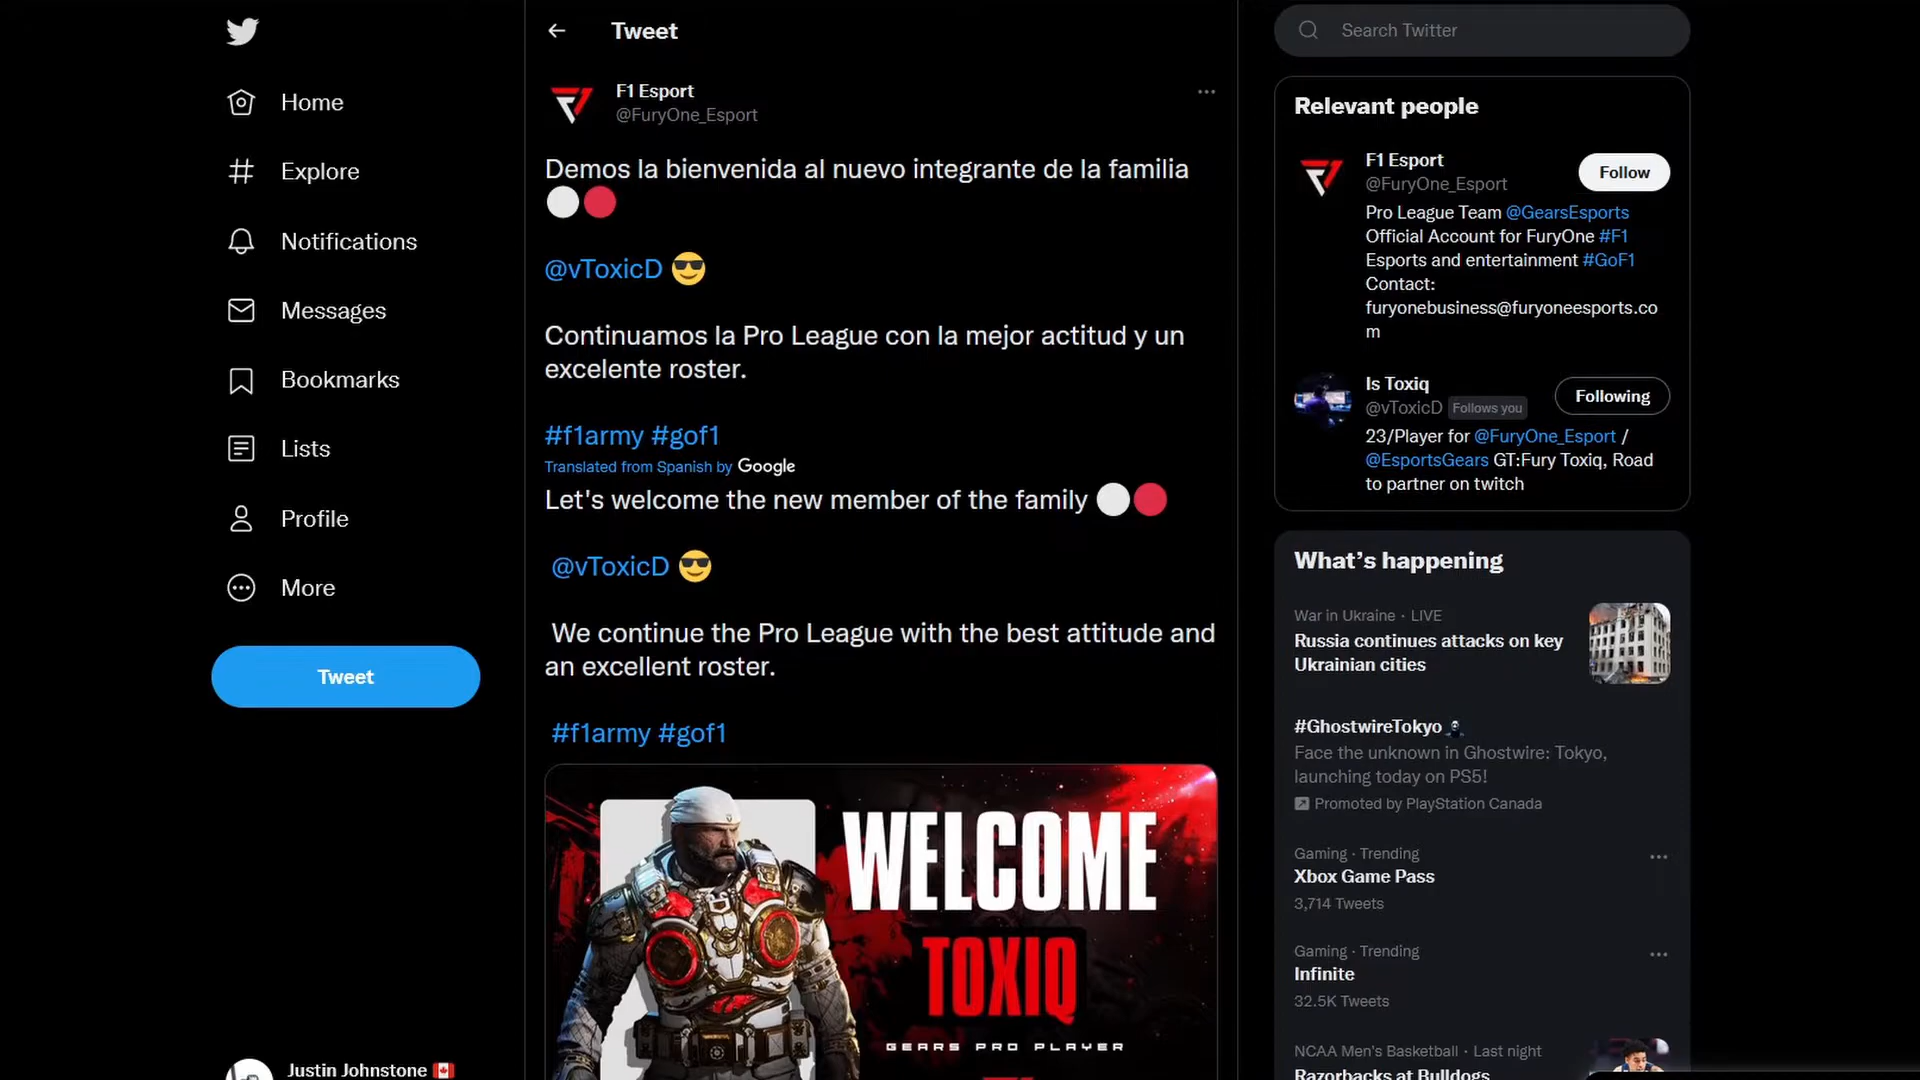 Home
Explore
Notifications
Messages
Bookmarks
Lists
Profile
More
Tweet
Justin Johnstone
Tweet
F1 Esport
@FuryOne_Esport
Demos la bienvenida al nuevo integrante de la familia
@vToxicD 😎
Continuamos la Pro League con la mejor actitud y un
excelente roster.
#f1army #gof1
Translated from Spanish by Google
Let's welcome the new member of the family
@vToxicD 😎
We continue the Pro League with the best attitude and
an excellent roster.
#f1army #gof1
WELCOME
TOXIQ
GEARS PRO PLAYER
Search Twitter
Relevant people
F1 Esport
@FuryOne_Esport
Follow
Pro League Team @GearsEsports
Official Account for FuryOne #F1
Esports and entertainment #GoF1
Contact:
furyonebusiness@furyoneesports.co
m
Is Toxiq
@vToxicD Follows you
Following
23/Player for @FuryOne_Esport /
@EsportsGears GT:Fury Toxiq, Road
to partner on twitch
What's happening
War in Ukraine · LIVE
Russia continues attacks on key
Ukrainian cities
#GhostwireTokyo
Face the unknown in Ghostwire: Tokyo,
launching today on PS5!
Promoted by PlayStation Canada
Gaming · Trending
Xbox Game Pass
3,714 Tweets
Gaming · Trending
Infinite
32.5K Tweets
NCAA Men's Basketball · Last night
Razorbacks at Bulldogs